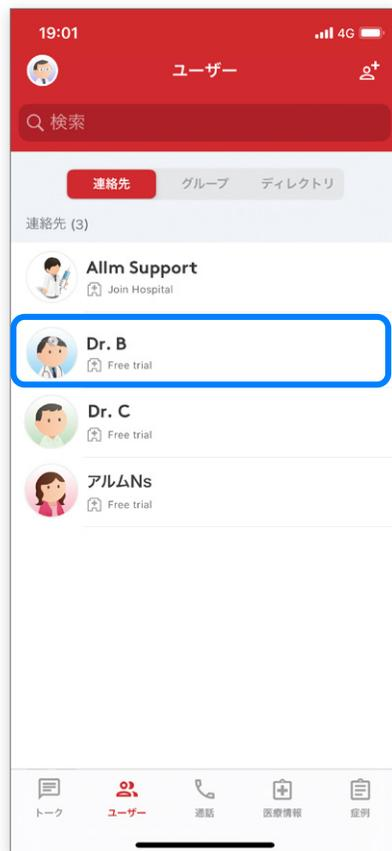 19:01
4G
ユーザー
検索
連絡先 グループ ディレクトリ
連絡先 (3)
Allm Support
Join Hospital
Dr. B
Free trial
Dr. C
Free trial
アルムNs
Free trial
トーク ユーザー 通話 医療情報 症例